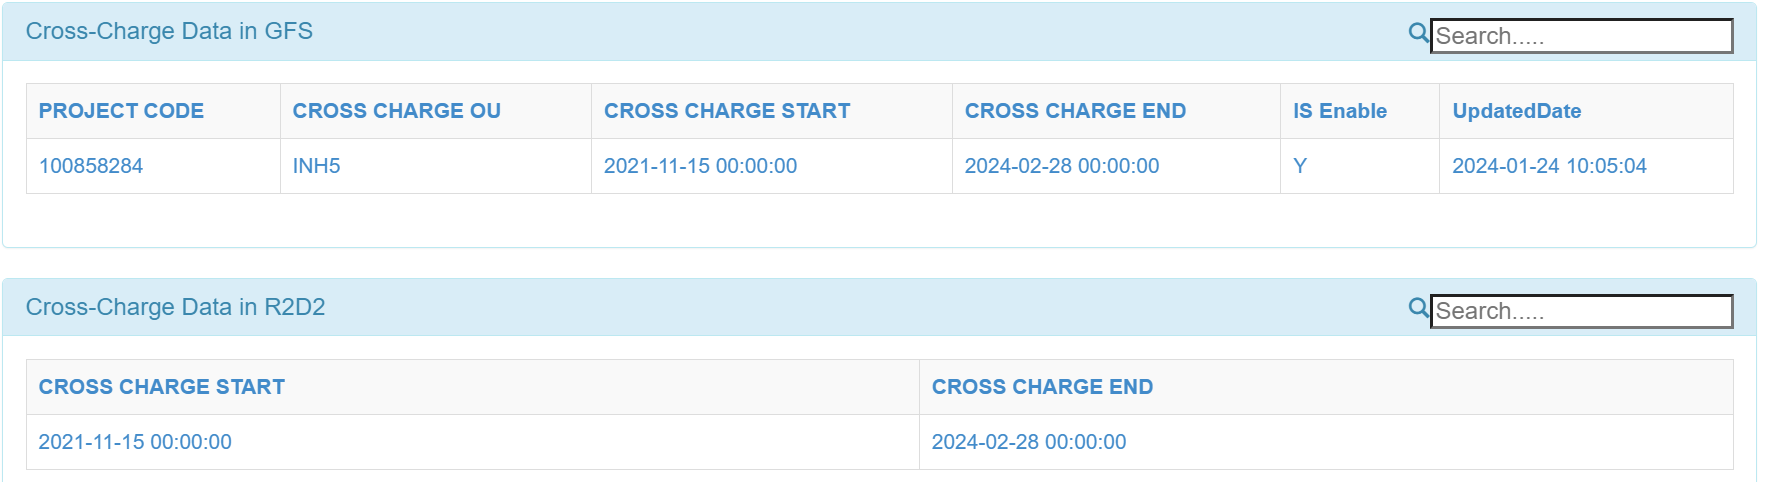 Cross-Charge Data in GFS
Search.....
PROJECT CODE CROSS CHARGE OU CROSS CHARGE START CROSS CHARGE END IS Enable UpdatedDate
100858284 INH5 2021-11-15 00:00:00 2024-02-28 00:00:00 Y 2024-01-24 10:05:04
Cross-Charge Data in R2D2
Search.....
CROSS CHARGE START CROSS CHARGE END
2021-11-15 00:00:00 2024-02-28 00:00:00